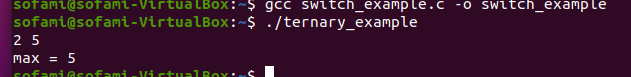 sofami@sofami-VirtualBox:~$ gcc switch_example.c -o switch_example
sofami@sofami-VirtualBox:~$ ./ternary_example
2 5
max = 5
sofami@sofami-VirtualBox:~$